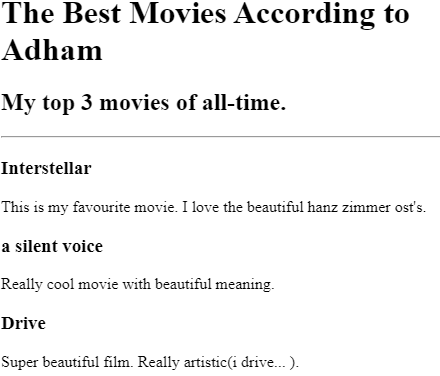 The Best Movies According to
Adham
My top 3 movies of all-time.
Interstellar
This is my favourite movie. I love the beautiful hanz zimmer ost's.
a silent voice
Really cool movie with beautiful meaning.
Drive
Super beautiful film. Really artistic(i drive... ).